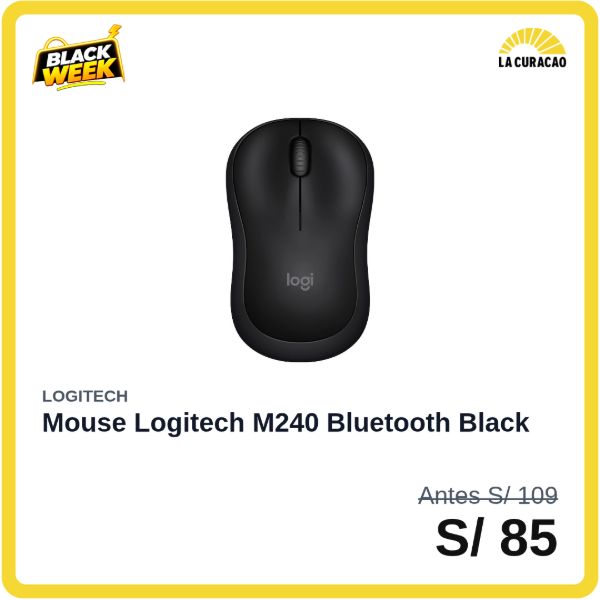 BLACK
WEEK
LA CURACAO
logi
LOGITECH
Mouse Logitech M240 Bluetooth Black
Antes S/ 109
S/ 85